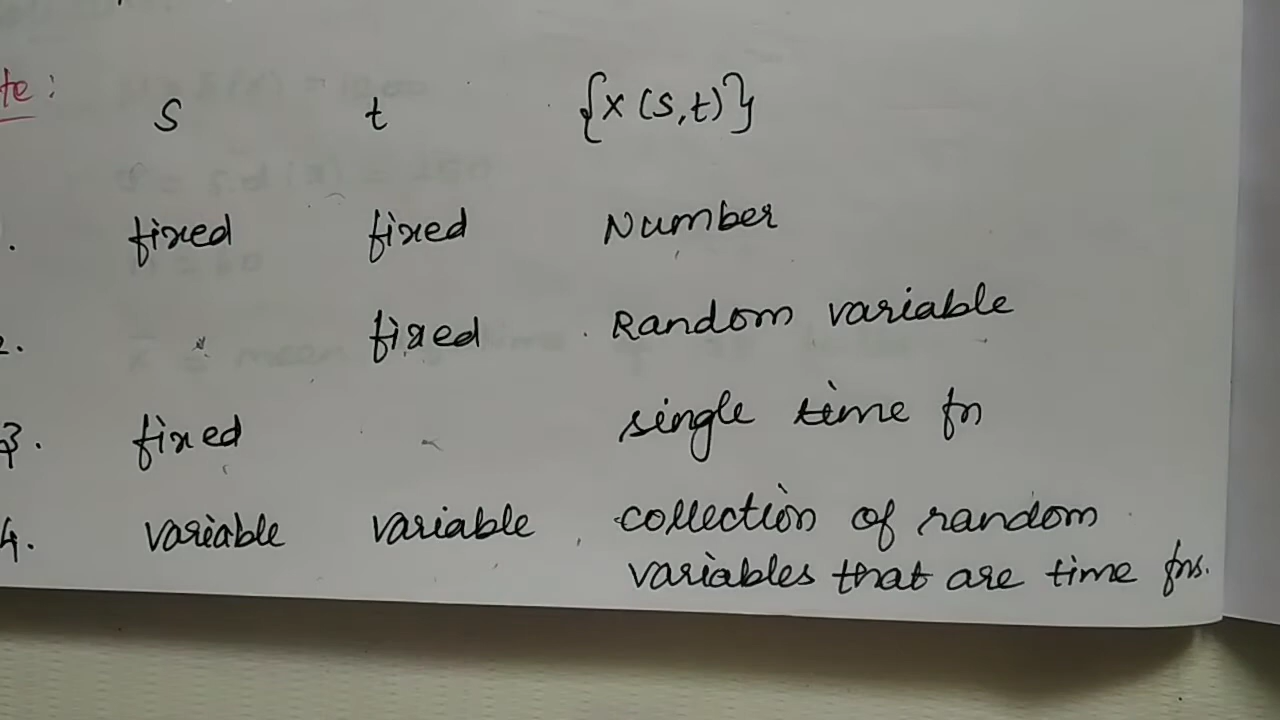 te:
S t {x(s,t)}
. fixed fixed Number
2. fixed Random variable
3. fixed single time fn
4. variable variable collection of random
variables that are time fns.